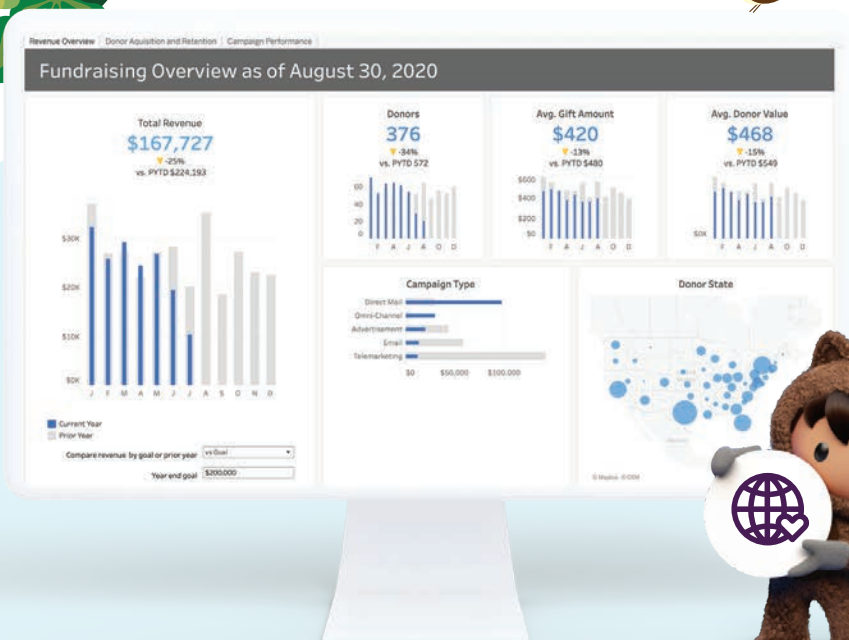 Revenue Overview Donor Aquisition and Retention Campaign Performance
Fundraising Overview as of August 30, 2020
Total Revenue
$167,727
▼ -25%
vs. PYTD $224,193
$30K
$20K
$10K
$0K
J F M A M J J A S O N D
Current Year
Prior Year
Compare revenue by goal or prior year vs Goal
Year end goal $200,000
Donors
376
▼ -34%
vs. PYTD 572
60
40
20
0
F A J A O D
Avg. Gift Amount
$420
▼ -13%
vs. PYTD $480
$600
$400
$200
$0
F A J A O D
Avg. Donor Value
$468
▼ -15%
vs. PYTD $549
$0K
F A J A O D
Campaign Type
Direct Mail
Omni-Channel
Advertisement
Email
Telemarketing
$0 $50,000 $100,000
Donor State
© Mapbox © OSM